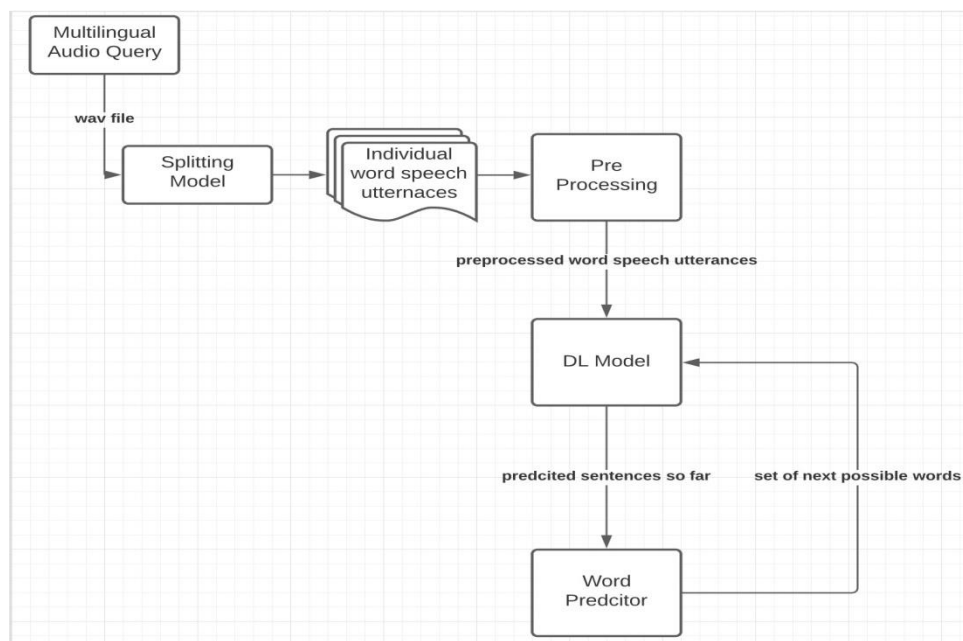 Multilingual
Audio Query
wav file
Splitting
Model
Individual
word speech
utternaces
Pre
Processing
preprocessed word speech utterances
DL Model
predcited sentences so far
set of next possible words
Word
Predcitor